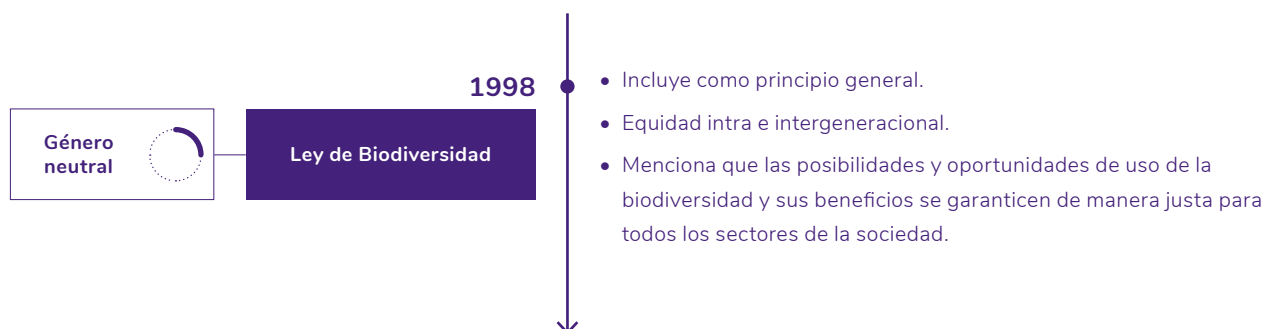 1998
Género
neutral
Ley de Biodiversidad
• Incluye como principio general.
• Equidad intra e intergeneracional.
• Menciona que las posibilidades y oportunidades de uso de la
biodiversidad y sus beneficios se garanticen de manera justa para
todos los sectores de la sociedad.